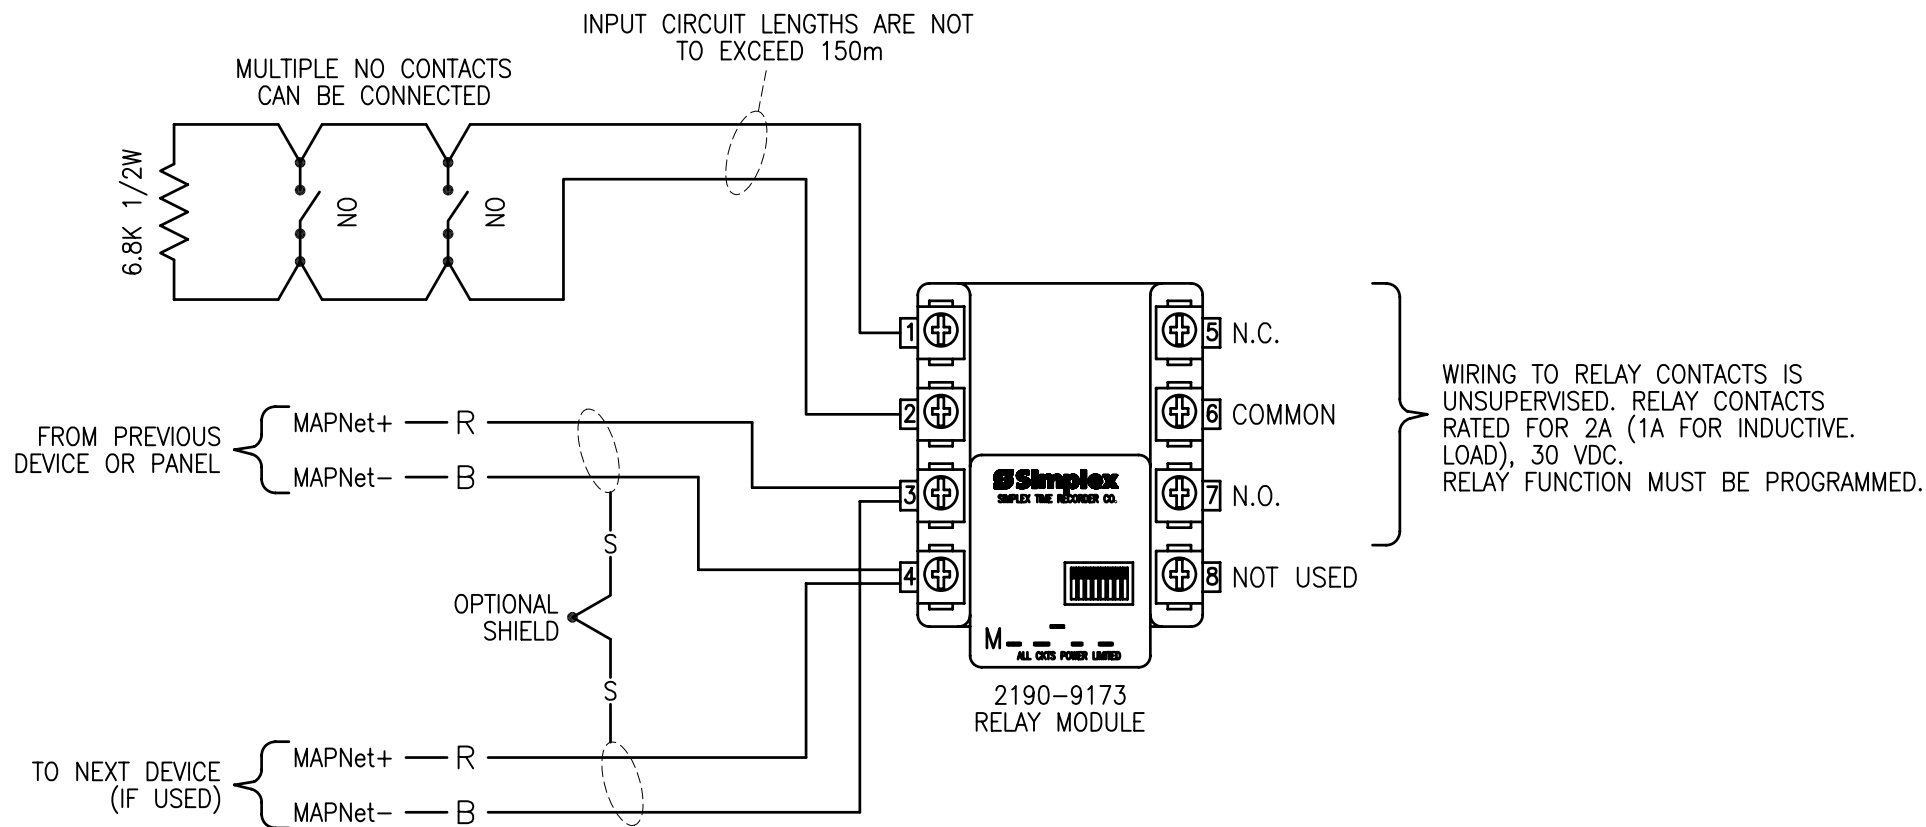 INPUT CIRCUIT LENGTHS ARE NOT
TO EXCEED 150m
MULTIPLE NO CONTACTS
CAN BE CONNECTED
6.8K 1/2W
NO
NO
1
2
3
4
5 N.C.
6 COMMON
7 N.O.
8 NOT USED
WIRING TO RELAY CONTACTS IS
UNSUPERVISED. RELAY CONTACTS
RATED FOR 2A (1A FOR INDUCTIVE.
LOAD), 30 VDC.
RELAY FUNCTION MUST BE PROGRAMMED.
FROM PREVIOUS
DEVICE OR PANEL
MAPNet+ R
MAPNet- B
Simplex
SIMPLEX TIME RECORDER CO.
S
OPTIONAL
SHIELD
S
M
ALL CKTS POWER LIMITED
2190-9173
RELAY MODULE
TO NEXT DEVICE
(IF USED)
MAPNet+ R
MAPNet- B